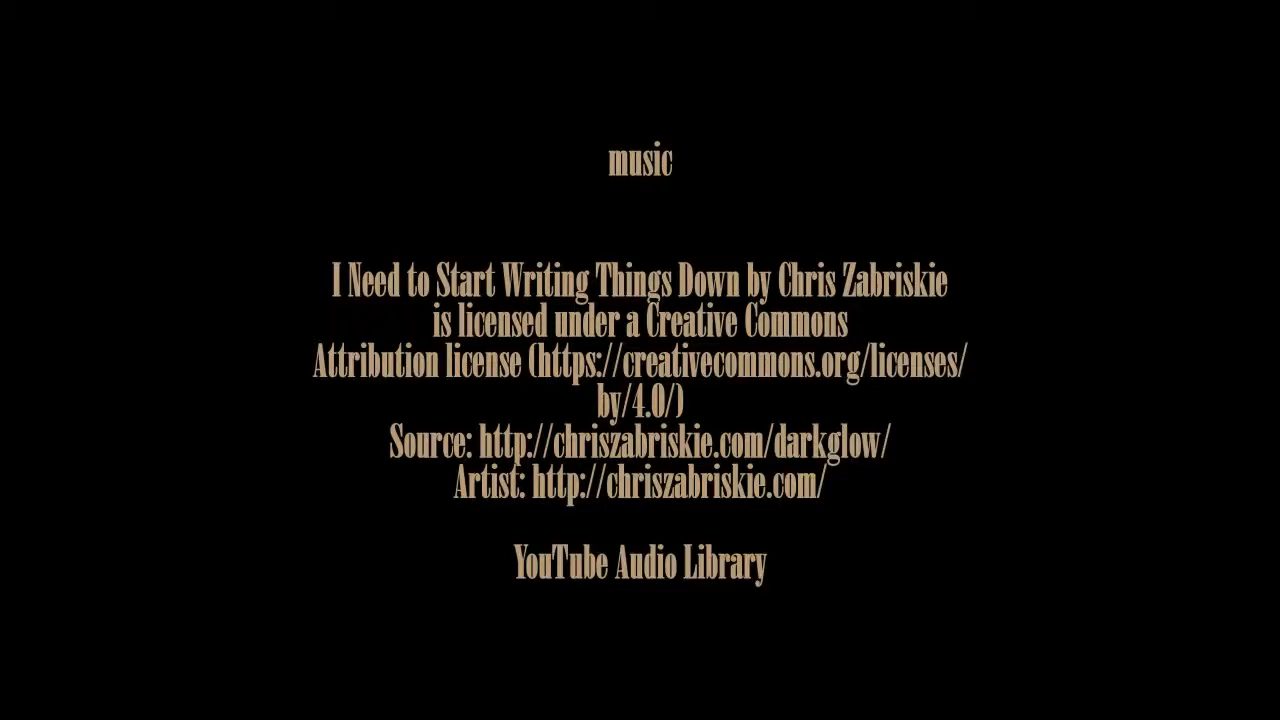 music
I Need to Start Writing Things Down by Chris Zabriskie
is licensed under a Creative Commons
Attribution license (https://creativecommons.org/licenses/
by/4.0/)
Source: http://chriszabriskie.com/darkglow/
Artist: http://chriszabriskie.com/
YouTube Audio Library